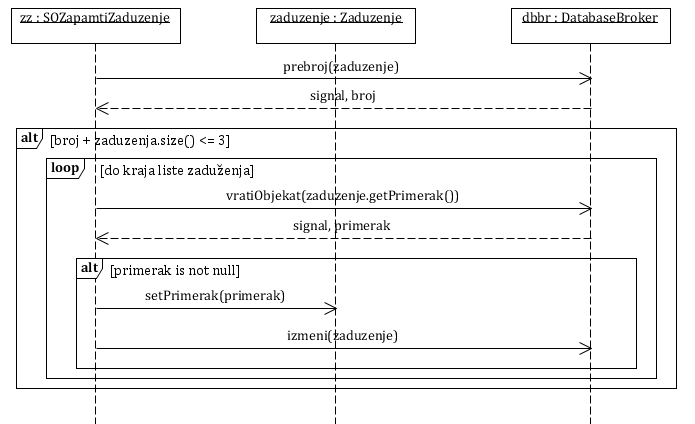 zz : SOZapamtiZaduzenje
zaduzenje : Zaduzenje
dbbr : DatabaseBroker
prebroj(zaduzenje)
signal, broj
alt [broj + zaduzenja.size() <= 3]
loop [do kraja liste zaduženja]
vratiObjekat(zaduzenje.getPrimerak())
signal, primerak
alt [primerak is not null]
setPrimerak(primerak)
izmeni(zaduzenje)